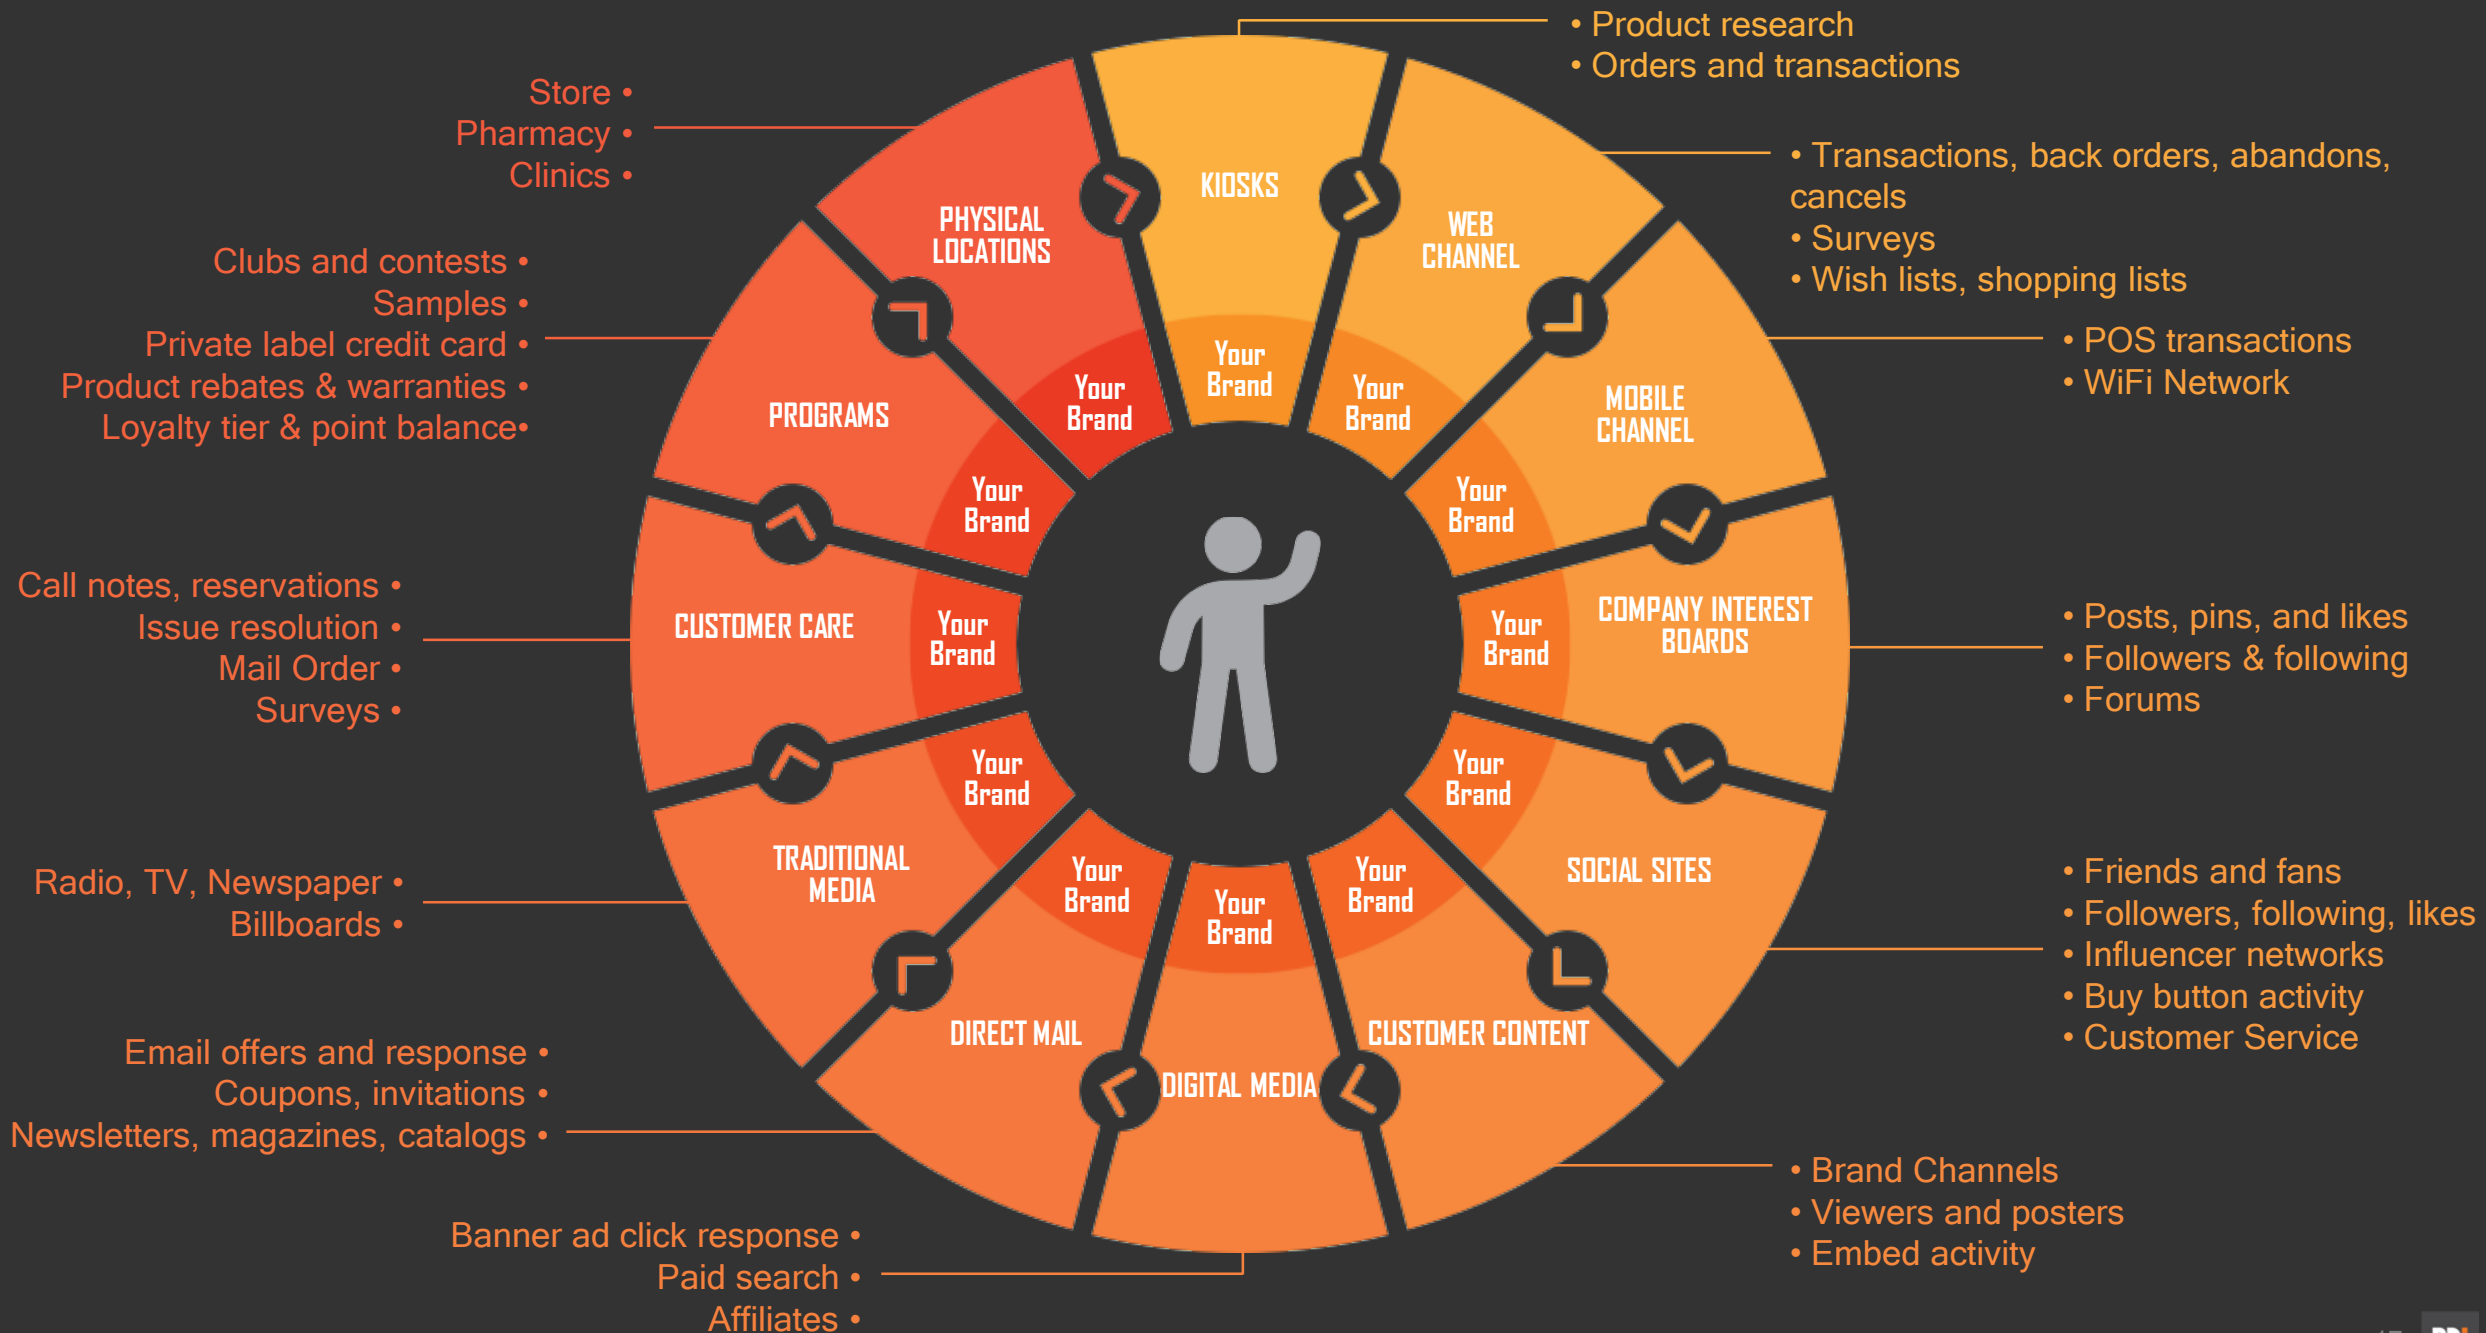 • Product research
• Orders and transactions
Store •
Pharmacy •
Clinics •
• Transactions, back orders, abandons,
cancels
• Surveys
• Wish lists, shopping lists
KIOSKS
PHYSICAL
LOCATIONS
WEB
CHANNEL
Clubs and contests •
Samples •
Private label credit card •
Product rebates & warranties •
Loyalty tier & point balance•
• POS transactions
• WiFi Network
PROGRAMS
MOBILE
CHANNEL
Your
Brand
Your
Brand
Your
Brand
Your
Brand
Your
Brand
Call notes, reservations •
Issue resolution •
Mail Order •
Surveys •
CUSTOMER CARE
Your
Brand
Your
Brand
COMPANY INTEREST
BOARDS
• Posts, pins, and likes
• Followers & following
• Forums
Your
Brand
Your
Brand
Radio, TV, Newspaper •
Billboards •
TRADITIONAL
MEDIA
Your
Brand
Your
Brand
Your
Brand
SOCIAL SITES
• Friends and fans
• Followers, following, likes
• Influencer networks
• Buy button activity
• Customer Service
Email offers and response •
Coupons, invitations •
Newsletters, magazines, catalogs •
DIRECT MAIL
DIGITAL MEDIA
CUSTOMER CONTENT
• Brand Channels
• Viewers and posters
• Embed activity
Banner ad click response •
Paid search •
Affiliates •